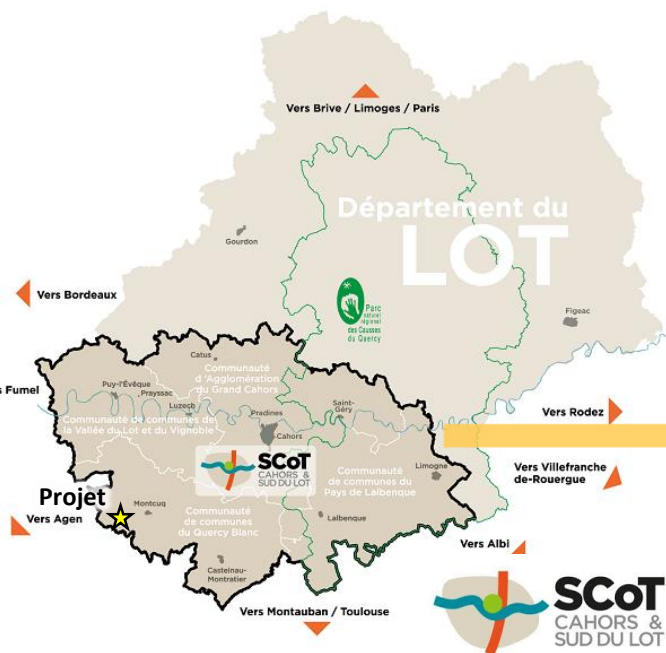 Vers Brive / Limoges / Paris
Département du
LOT
Gourdon
Vers Bordeaux
Parc
naturel
régional
des Causses
du Quercy
Figeac
Catus
Communauté
d'Agglomération
du Grand Cahors
Fumel
Puy-l'Évêque
Prayssac
Luzech
Pradines
Saint-
Géry
Vers Rodez
Communauté de communes de
la Vallée du Lot et du Vignoble
Cahors
SCoT
CAHORS &
SUD DU LOT
Communauté
de communes du
Pays de Lalbenque
Limogne
Vers Villefranche
de-Rouergue
Projet
Vers Agen
Montcuq
Communauté
de communes
du Quercy Blanc
Lalbenque
Vers Albi
Castelnau-
Montratier
Vers Montauban / Toulouse
SCoT
CAHORS &
SUD DU LOT